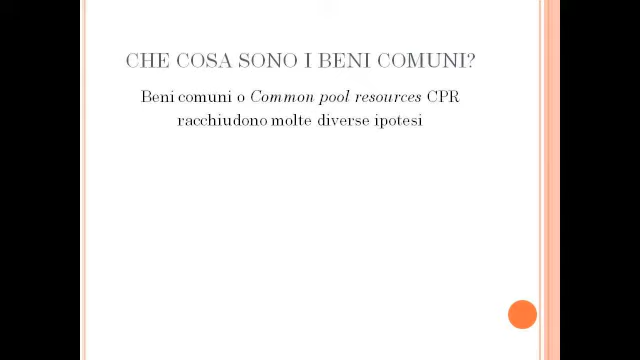 CHE COSA SONO I BENI COMUNI?
Beni comuni o Common pool resources CPR
racchiudono molte diverse ipotesi